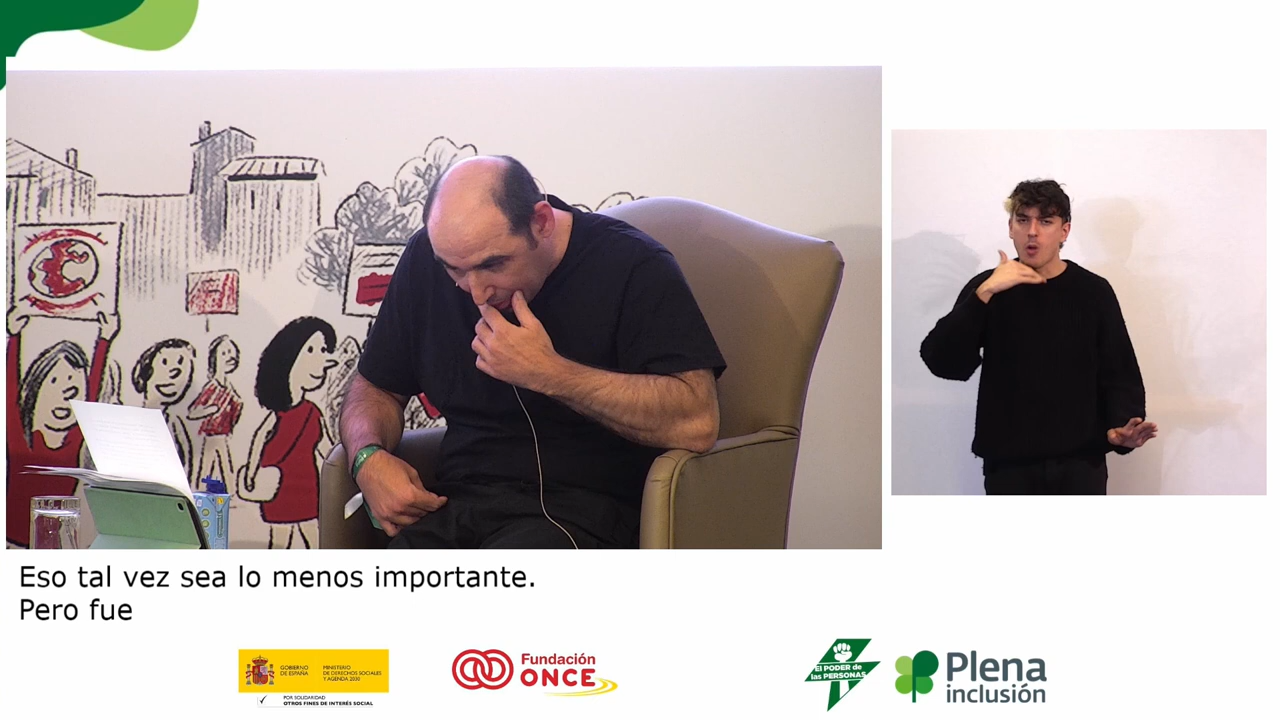 Eso tal vez sea lo menos importante.
Pero fue
GOBIERNO
DE ESPAÑA
MINISTERIO
DE DERECHOS SOCIALES
Y AGENDA 2030
POR SOLIDARIDAD
OTROS FINES DE INTERÉS SOCIAL
Fundación
ONCE
EL PODER de
las PERSONAS
Plena
inclusión